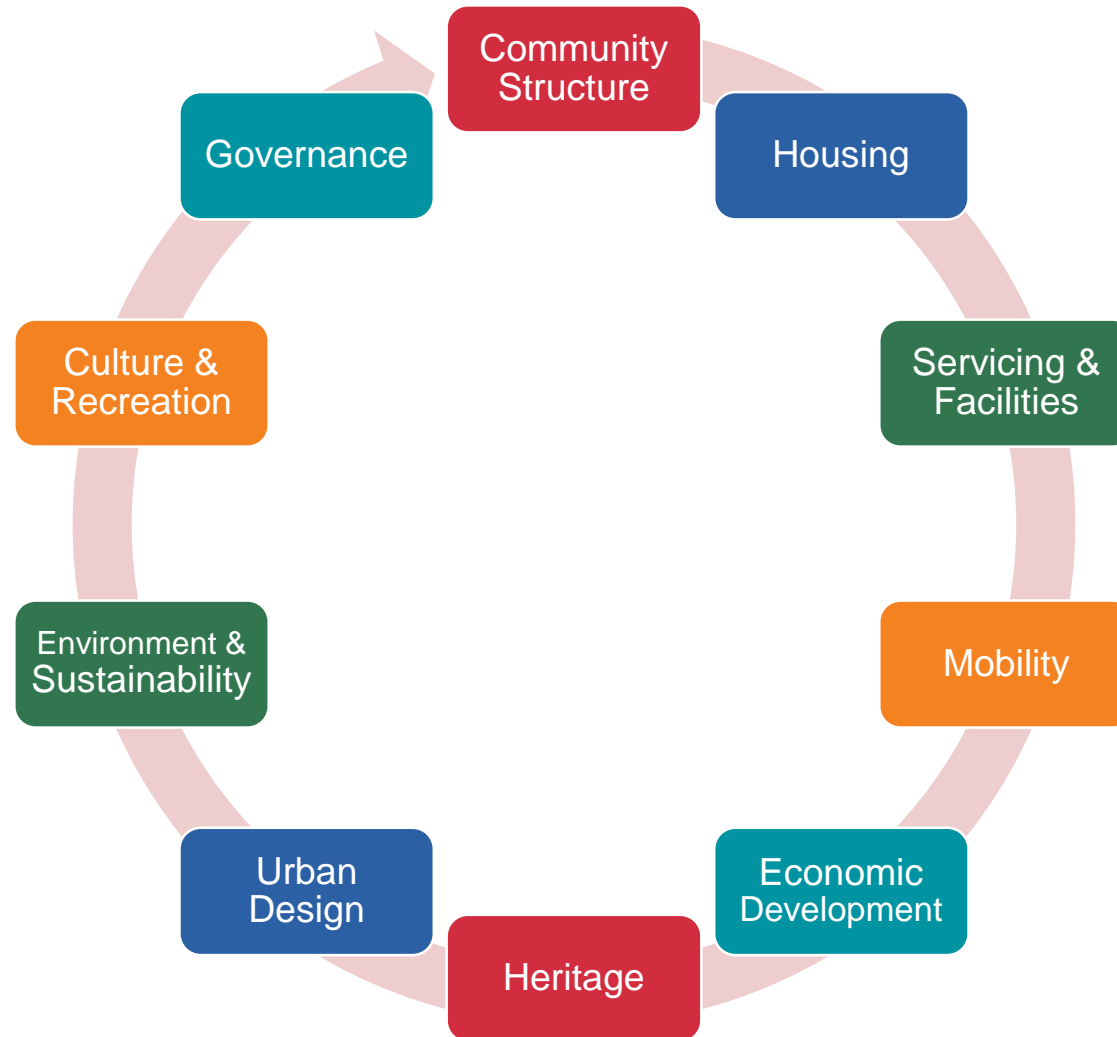 Community
Structure
Housing
Servicing &
Facilities
Mobility
Economic
Development
Heritage
Urban
Design
Environment &
Sustainability
Culture &
Recreation
Governance